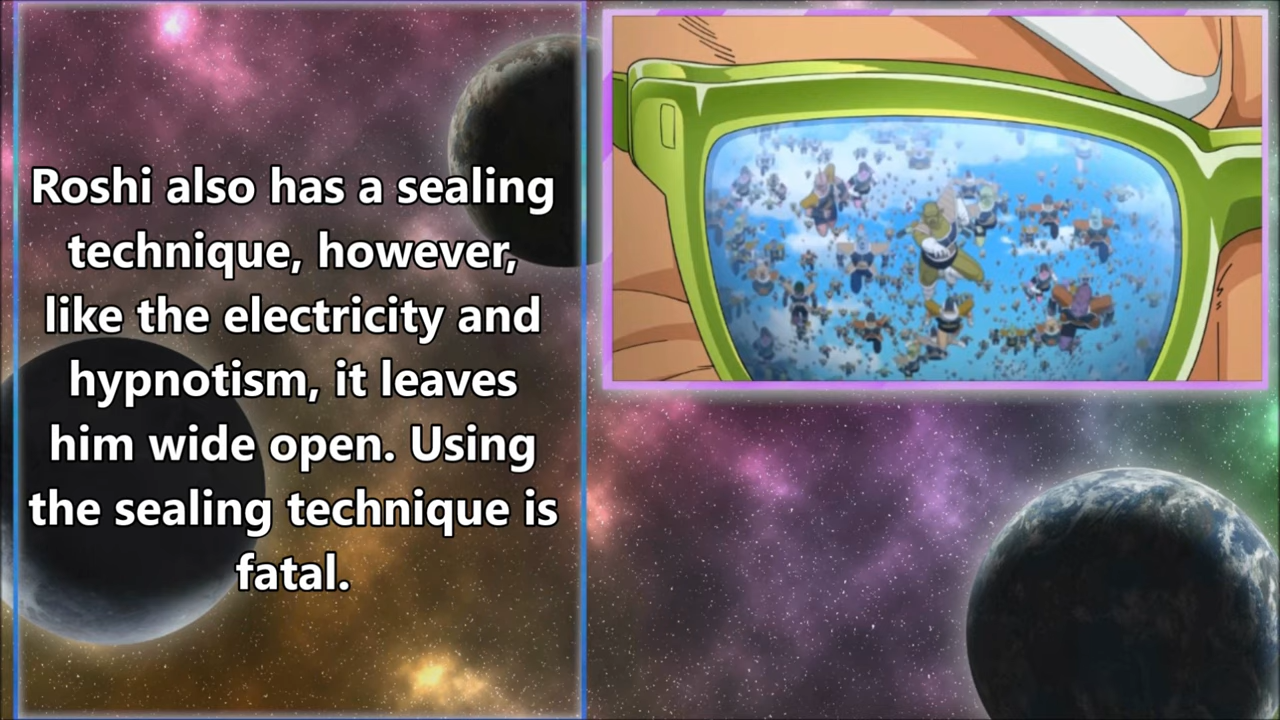 Roshi also has a sealing
technique, however,
like the electricity and
hypnotism, it leaves
him wide open. Using
the sealing technique is
fatal.